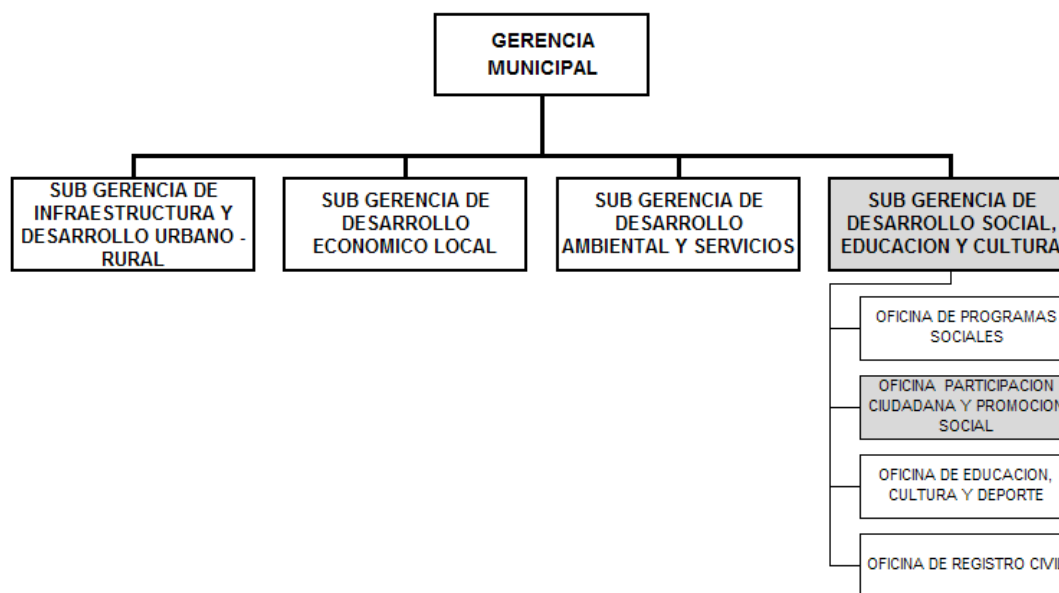 GERENCIA
MUNICIPAL
SUB GERENCIA DE
INFRAESTRUCTURA Y
DESARROLLO URBANO -
RURAL
SUB GERENCIA DE
DESARROLLO
ECONOMICO LOCAL
SUB GERENCIA DE
DESARROLLO
AMBIENTAL Y SERVICIOS
SUB GERENCIA DE
DESARROLLO SOCIAL,
EDUCACION Y CULTURA
OFICINA DE PROGRAMAS
SOCIALES
OFICINA PARTICIPACION
CIUDADANA Y PROMOCION
SOCIAL
OFICINA DE EDUCACION,
CULTURA Y DEPORTE
OFICINA DE REGISTRO CIVIL